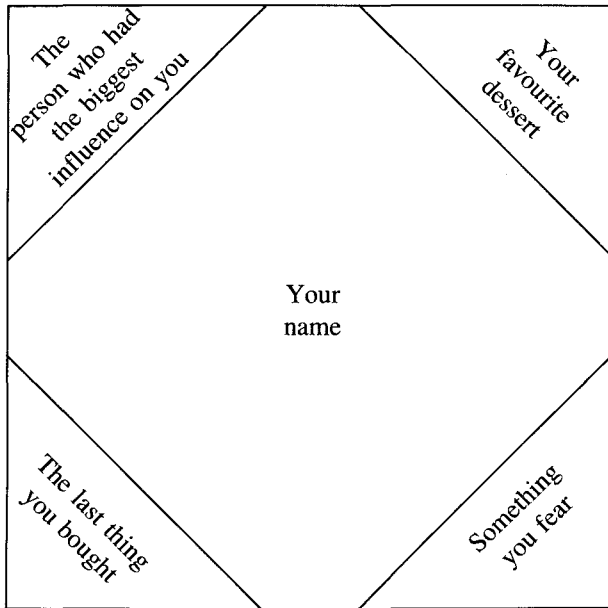 The
person who had
the biggest
influence on you
Your
favourite
dessert
Your
name
The last thing
you bought
Something
you fear